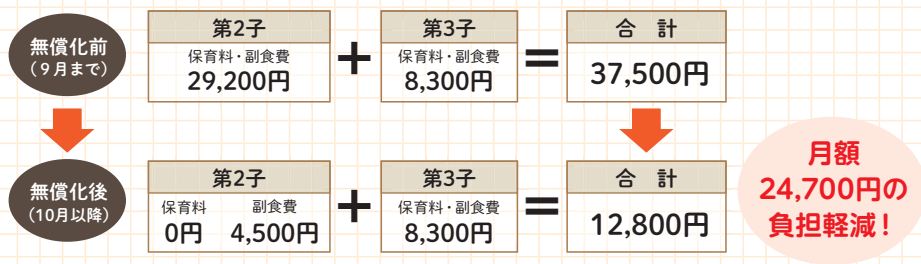 無償化前
(9月まで)
第2子
保育料・副食費
29,200円
+
第3子
保育料・副食費
8,300円
=
合 計
37,500円
無償化後
(10月以降)
第2子
保育料 副食費
0円 4,500円
+
第3子
保育料・副食費
8,300円
=
合 計
12,800円
月額
24,700円の
負担軽減!